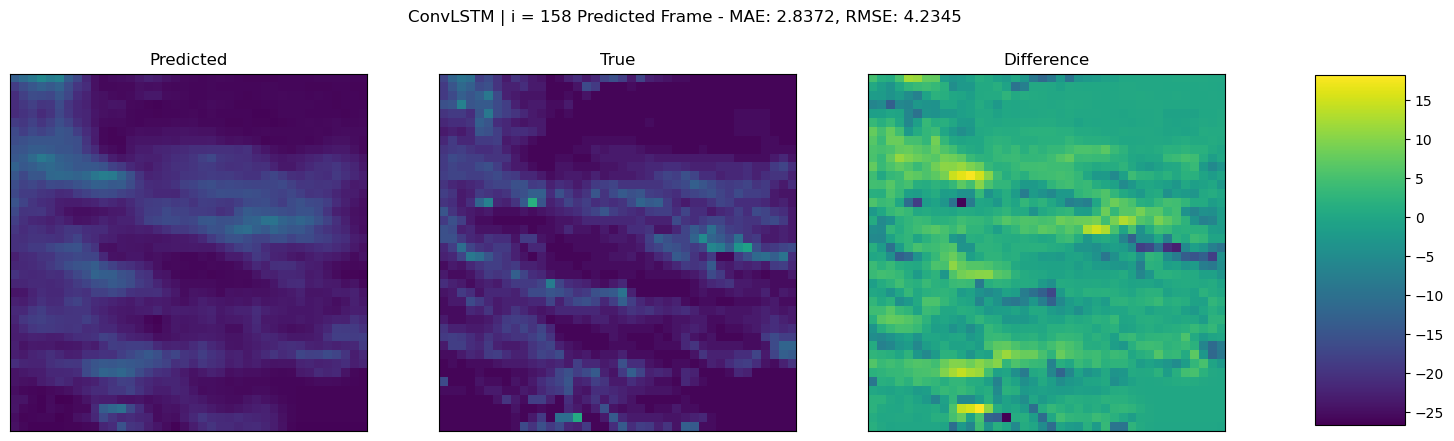 ConvLSTM | i = 158 Predicted Frame - MAE: 2.8372, RMSE: 4.2345
Predicted
True
Difference
15
10
5
0
−5
−10
−15
−20
−25